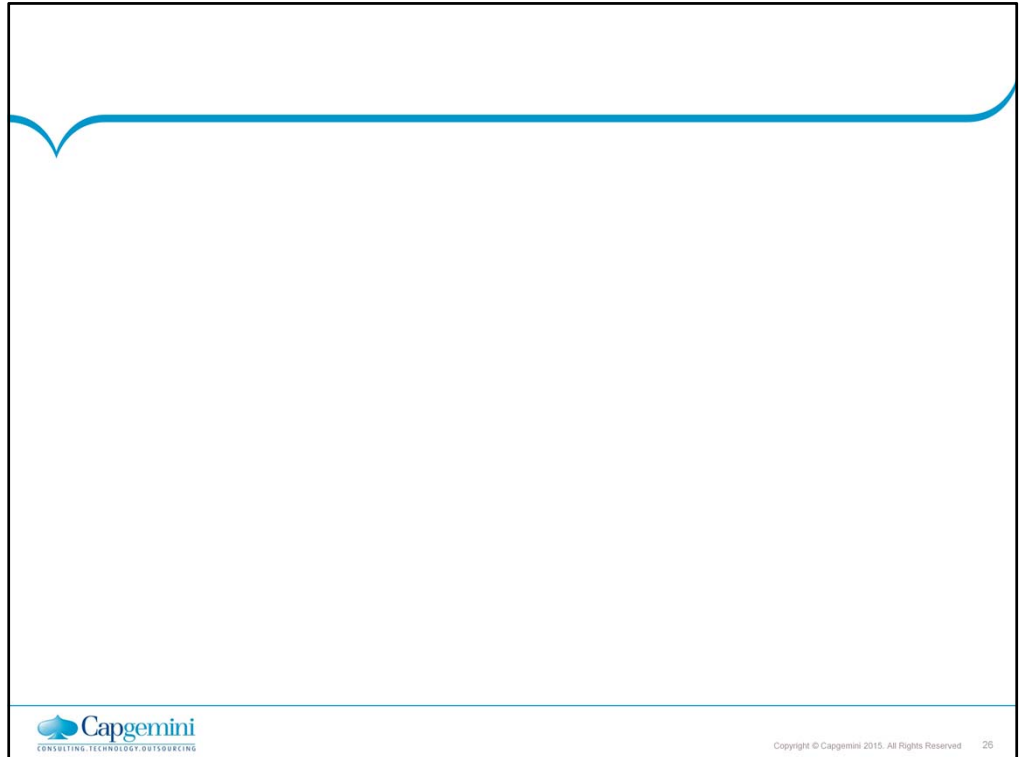 Capgemini
CONSULTING.TECHNOLOGY.OUTSOURCING
Copyright © Capgemini 2015. All Rights Reserved 26